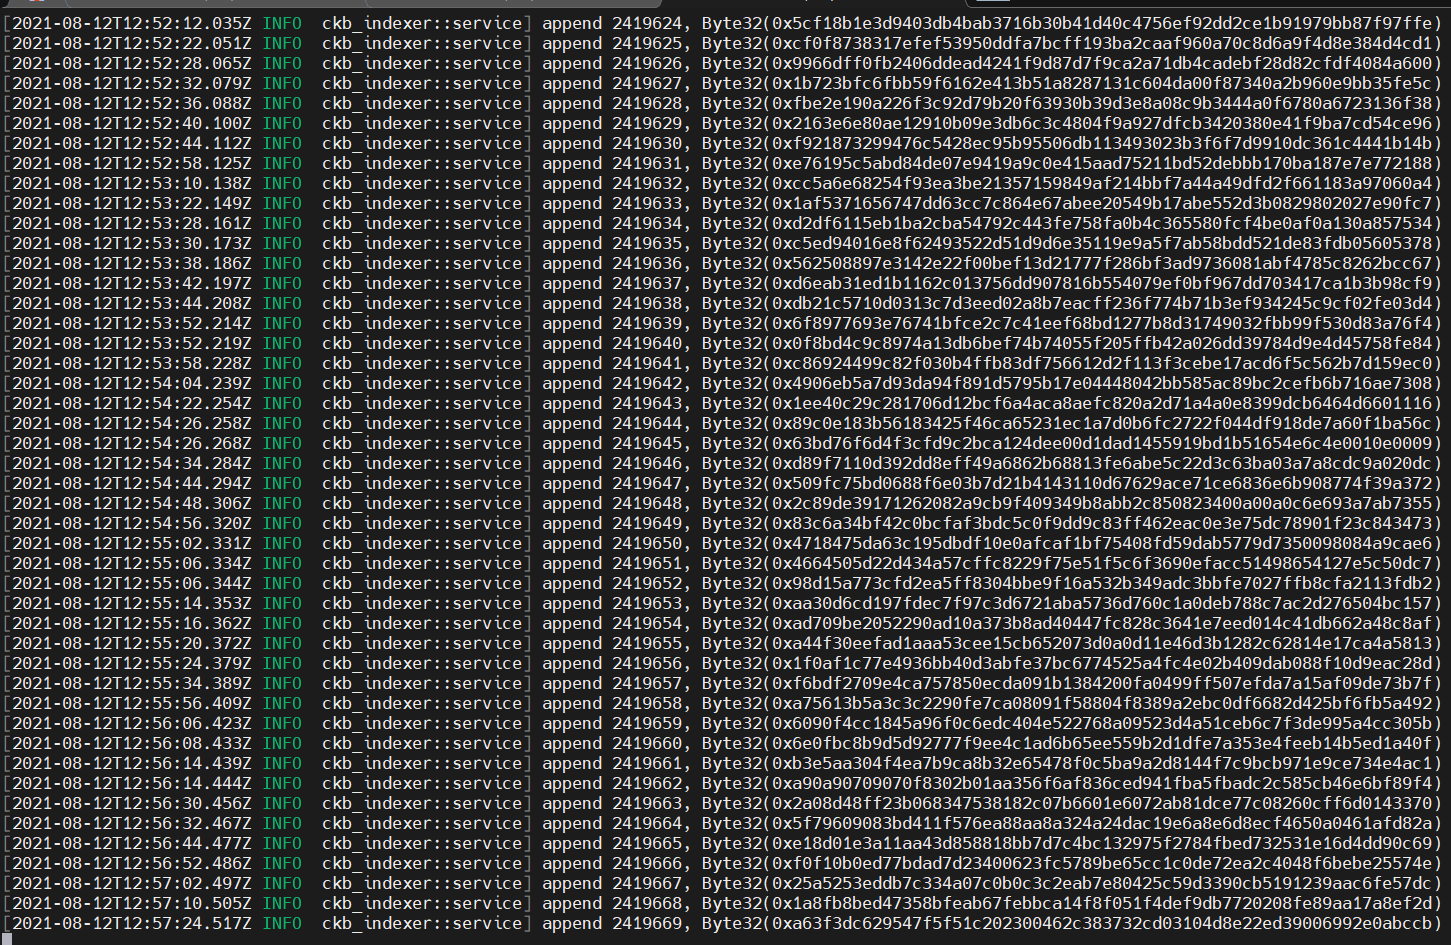 [2021-08-12T12:52:12.035Z INFO  ckb_indexer::service] append 2419624, Byte32(0x5cf18b1e3d9403db4bab3716b30b41d40c4756ef92dd2ce1b91979bb87f97ffe)
[2021-08-12T12:52:22.051Z INFO  ckb_indexer::service] append 2419625, Byte32(0xcf0f8738317efef53950ddfa7bcff193ba2caaf960a70c8d6a9f4d8e384d4cd1)
[2021-08-12T12:52:28.065Z INFO  ckb_indexer::service] append 2419626, Byte32(0x9966dff0fb2406ddead4241f9d87d7f9ca2a71db4cadebf28d82cfdf4084a600)
[2021-08-12T12:52:32.079Z INFO  ckb_indexer::service] append 2419627, Byte32(0x1b723bfc6fbb59f6162e413b51a8287131c604da00f87340a2b960e9bb35fe5c)
[2021-08-12T12:52:36.088Z INFO  ckb_indexer::service] append 2419628, Byte32(0xfbe2e190a226f3c92d79b20f63930b39d3e8a08c9b3444a0f6780a6723136f38)
[2021-08-12T12:52:40.100Z INFO  ckb_indexer::service] append 2419629, Byte32(0x2163e6e80ae12910b09e3db6c3c4804f9a927dfcb3420380e41f9ba7cd54ce96)
[2021-08-12T12:52:44.112Z INFO  ckb_indexer::service] append 2419630, Byte32(0xf921873299476c5428ec95b95506db113493023b3f6f7d9910dc361c4441b14b)
[2021-08-12T12:52:58.125Z INFO  ckb_indexer::service] append 2419631, Byte32(0xe76195c5abd84de07e9419a9c0e415aad75211bd52debbb170ba187e7e772188)
[2021-08-12T12:53:10.138Z INFO  ckb_indexer::service] append 2419632, Byte32(0xcc5a6e68254f93ea3be21357159849af214bbf7a44a49dfd2f661183a97060a4)
[2021-08-12T12:53:22.149Z INFO  ckb_indexer::service] append 2419633, Byte32(0x1af5371656747dd63cc7c864e67abee20549b17abe552d3b0829802027e90fc7)
[2021-08-12T12:53:28.161Z INFO  ckb_indexer::service] append 2419634, Byte32(0xd2df6115eb1ba2cba54792c443fe758fa0b4c365580fcf4be0af0a130a857534)
[2021-08-12T12:53:30.173Z INFO  ckb_indexer::service] append 2419635, Byte32(0xc5ed94016e8f62493522d51d9d6e35119e9a5f7ab58bdd521de83fdb05605378)
[2021-08-12T12:53:38.186Z INFO  ckb_indexer::service] append 2419636, Byte32(0x562508897e3142e22f00bef13d21777f286bf3ad9736081abf4785c8262bcc67)
[2021-08-12T12:53:42.197Z INFO  ckb_indexer::service] append 2419637, Byte32(0xd6eab31ed1b1162c013756dd907816b554079ef0bf967dd703417ca1b3b98cf9)
[2021-08-12T12:53:44.208Z INFO  ckb_indexer::service] append 2419638, Byte32(0xdb21c5710d0313c7d3eed02a8b7eacff236f774b71b3ef934245c9cf02fe03d4)
[2021-08-12T12:53:52.214Z INFO  ckb_indexer::service] append 2419639, Byte32(0x6f8977693e76741bfce2c7c41eef68bd1277b8d31749032fbb99f530d83a76f4)
[2021-08-12T12:53:52.219Z INFO  ckb_indexer::service] append 2419640, Byte32(0x0f8bd4c9c8974a13db6bef74b74055f205ffb42a026dd39784d9e4d45758fe84)
[2021-08-12T12:53:58.228Z INFO  ckb_indexer::service] append 2419641, Byte32(0xc86924499c82f030b4ffb83df756612d2f113f3cebe17acd6f5c562b7d159ec0)
[2021-08-12T12:54:04.239Z INFO  ckb_indexer::service] append 2419642, Byte32(0x4906eb5a7d93da94f891d5795b17e04448042bb585ac89bc2cefb6b716ae7308)
[2021-08-12T12:54:22.254Z INFO  ckb_indexer::service] append 2419643, Byte32(0x1ee40c29c281706d12bcf6a4aca8aefc820a2d71a4a0e8399dcb6464d6601116)
[2021-08-12T12:54:26.258Z INFO  ckb_indexer::service] append 2419644, Byte32(0x89c0e183b56183425f46ca65231ec1a7d0b6fc2722f044df918de7a60f1ba56c)
[2021-08-12T12:54:26.268Z INFO  ckb_indexer::service] append 2419645, Byte32(0x63bd76f6d4f3cfd9c2bca124dee00d1dad1455919bd1b51654e6c4e0010e0009)
[2021-08-12T12:54:34.284Z INFO  ckb_indexer::service] append 2419646, Byte32(0xd89f7110d392dd8eff49a6862b68813fe6abe5c22d3c63ba03a7a8cdc9a020dc)
[2021-08-12T12:54:44.294Z INFO  ckb_indexer::service] append 2419647, Byte32(0x509fc75bd0688f6e03b7d21b4143110d67629ace71ce6836e6b908774f39a372)
[2021-08-12T12:54:48.306Z INFO  ckb_indexer::service] append 2419648, Byte32(0x2c89de39171262082a9cb9f409349b8abb2c850823400a00a0c6e693a7ab7355)
[2021-08-12T12:54:56.320Z INFO  ckb_indexer::service] append 2419649, Byte32(0x83c6a34bf42c0bcfaf3bdc5c0f9dd9c83ff462eac0e3e75dc78901f23c843473)
[2021-08-12T12:55:02.331Z INFO  ckb_indexer::service] append 2419650, Byte32(0x4718475da63c195dbdf10e0afcaf1bf75408fd59dab5779d7350098084a9cae6)
[2021-08-12T12:55:06.334Z INFO  ckb_indexer::service] append 2419651, Byte32(0x4664505d22d434a57cffc8229f75e51f5c6f3690efacc51498654127e5c50dc7)
[2021-08-12T12:55:06.344Z INFO  ckb_indexer::service] append 2419652, Byte32(0x98d15a773cfd2ea5ff8304bbe9f16a532b349adc3bbfe7027ffb8cfa2113fdb2)
[2021-08-12T12:55:14.353Z INFO  ckb_indexer::service] append 2419653, Byte32(0xaa30d6cd197fdec7f97c3d6721aba5736d760c1a0deb788c7ac2d276504bc157)
[2021-08-12T12:55:16.362Z INFO  ckb_indexer::service] append 2419654, Byte32(0xad709be2052290ad10a373b8ad40447fc828c3641e7eed014c41db662a48c8af)
[2021-08-12T12:55:20.372Z INFO  ckb_indexer::service] append 2419655, Byte32(0xa44f30eefad1aaa53cee15cb652073d0a0d11e46d3b1282c62814e17ca4a5813)
[2021-08-12T12:55:24.379Z INFO  ckb_indexer::service] append 2419656, Byte32(0x1f0af1c77e4936bb40d3abfe37bc6774525a4fc4e02b409dab088f10d9eac28d)
[2021-08-12T12:55:34.389Z INFO  ckb_indexer::service] append 2419657, Byte32(0xf6bdf2709e4ca757850ecda091b1384200fa0499ff507efda7a15af09de73b7f)
[2021-08-12T12:55:56.409Z INFO  ckb_indexer::service] append 2419658, Byte32(0xa75613b5a3c3c2290fe7ca08091f58804f8389a2ebc0df6682d425bf6fb5a492)
[2021-08-12T12:56:06.423Z INFO  ckb_indexer::service] append 2419659, Byte32(0x6090f4cc1845a96f0c6edc404e522768a09523d4a51ceb6c7f3de995a4cc305b)
[2021-08-12T12:56:08.433Z INFO  ckb_indexer::service] append 2419660, Byte32(0x6e0fbc8b9d5d92777f9ee4c1ad6b65ee559b2d1dfe7a353e4feeb14b5ed1a40f)
[2021-08-12T12:56:14.439Z INFO  ckb_indexer::service] append 2419661, Byte32(0xb3e5aa304f4ea7b9ca8b32e65478f0c5ba9a2d8144f7c9bcb971e9ce734e4ac1)
[2021-08-12T12:56:14.444Z INFO  ckb_indexer::service] append 2419662, Byte32(0xa90a90709070f8302b01aa356f6af836ced941fba5fbadc2c585cb46e6bf89f4)
[2021-08-12T12:56:30.456Z INFO  ckb_indexer::service] append 2419663, Byte32(0x2a08d48ff23b068347538182c07b6601e6072ab81dce77c08260cff6d0143370)
[2021-08-12T12:56:32.467Z INFO  ckb_indexer::service] append 2419664, Byte32(0x5f79609083bd411f576ea88aa8a324a24dac19e6a8e6d8ecf4650a0461afd82a)
[2021-08-12T12:56:44.477Z INFO  ckb_indexer::service] append 2419665, Byte32(0xe18d01e3a11aa43d858818bb7d7c4bc132975f2784fbed732531e16d4dd90c69)
[2021-08-12T12:56:52.486Z INFO  ckb_indexer::service] append 2419666, Byte32(0xf0f10b0ed77bdad7d23400623fc5789be65cc1c0de72ea2c4048f6bebe25574e)
[2021-08-12T12:57:02.497Z INFO  ckb_indexer::service] append 2419667, Byte32(0x25a5253eddb7c334a07c0b0c3c2eab7e80425c59d3390cb5191239aac6fe57dc)
[2021-08-12T12:57:10.505Z INFO  ckb_indexer::service] append 2419668, Byte32(0x1a8fb8bed47358bfeab67febbca14f8f051f4def9db7720208fe89aa17a8ef2d)
[2021-08-12T12:57:24.517Z INFO  ckb_indexer::service] append 2419669, Byte32(0xa63f3dc629547f5f51c202300462c383732cd03104d8e22ed39006992e0abccb)